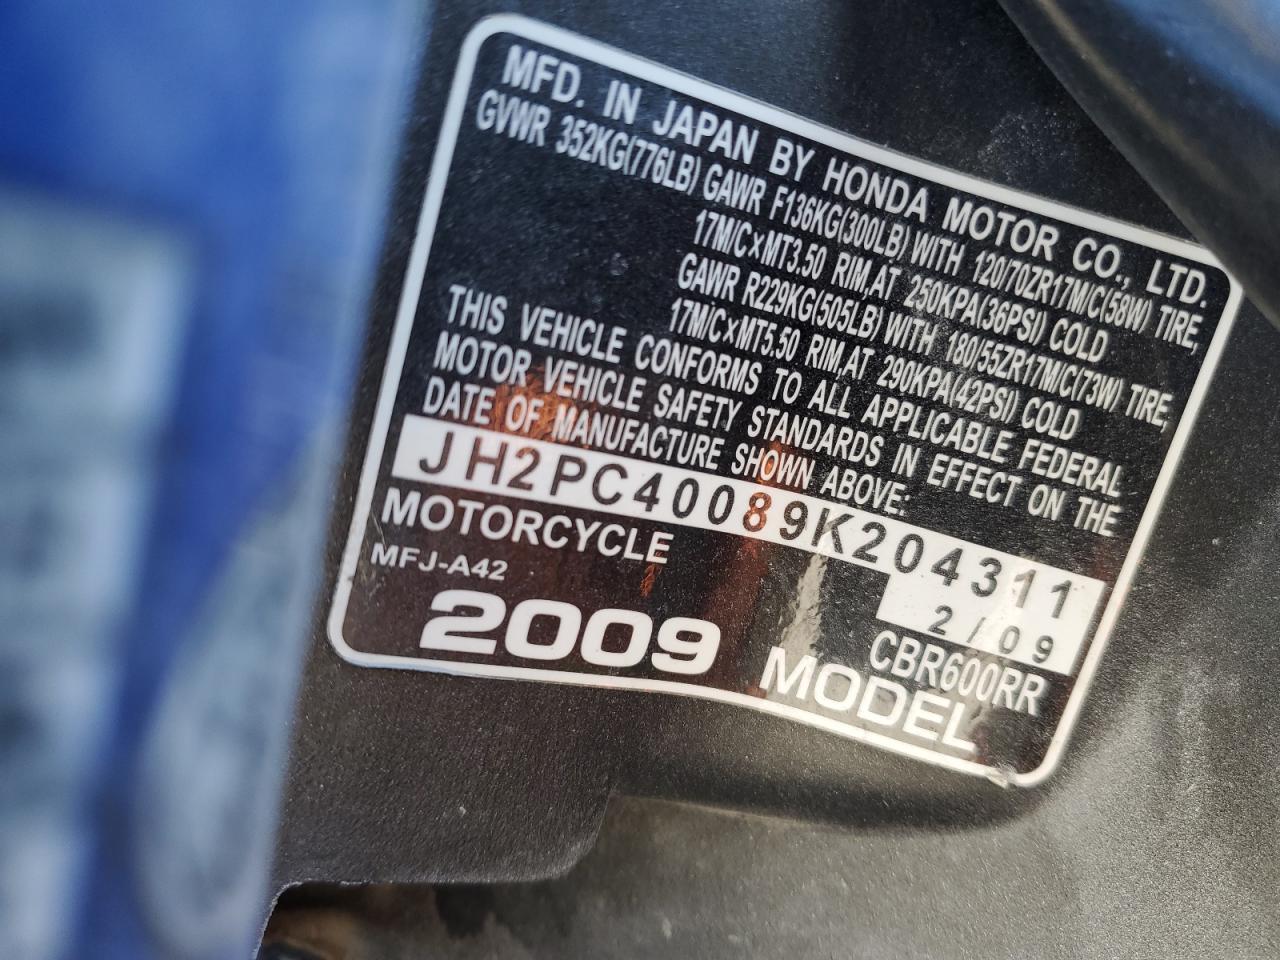 MFD. IN JAPAN BY HONDA MOTOR CO., LTD.
GVWR 352KG(776LB) GAWR F136KG(300LB) WITH 120/70ZR17M/C(58W) TIRE,
17M/C×MT3.50 RIM,AT 250KPA(36PSI) COLD
GAWR R229KG(505LB) WITH 180/55ZR17M/C(73W) TIRE,
17M/C×MT5.50 RIM,AT 290KPA(42PSI) COLD
THIS VEHICLE CONFORMS TO ALL APPLICABLE FEDERAL
MOTOR VEHICLE SAFETY STANDARDS IN EFFECT ON THE
DATE OF MANUFACTURE SHOWN ABOVE:
JH2PC40089K204311
MOTORCYCLE 2/09
MFJ-A42 CBR600RR
2009 MODEL